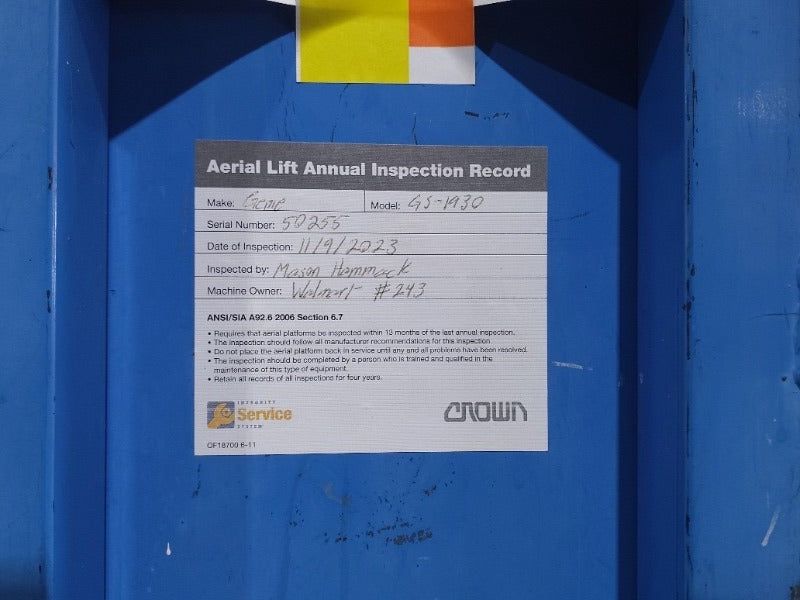 Aerial Lift Annual Inspection Record
Make: Genie Model: GS-1930
Serial Number: 50255
Date of Inspection: 11/9/2023
Inspected by: Mason Hammack
Machine Owner: Walmart #243
ANSI/SIA A92.6 2006 Section 6.7
• Requires that aerial platforms be inspected within 13 months of the last annual inspection.
• The inspection should follow all manufacturer recommendations for this inspection.
• Do not place the aerial platform back in service until any and all problems have been resolved.
• The inspection should be completed by a person who is trained and qualified in the
maintenance of this type of equipment.
• Retain all records of all inspections for four years.
INTEGRITY
Service
SYSTEM
CROWN
OF18700 6-11